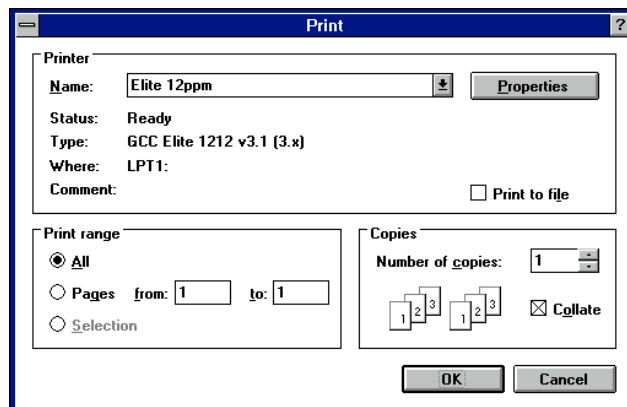 Print ?
Printer
Name: Elite 12ppm Properties
Status: Ready
Type: GCC Elite 1212 v3.1 (3.x)
Where: LPT1:
Comment: Print to file
Print range
All
Pages from: 1 to: 1
Selection
Copies
Number of copies: 1
1 2 3 1 2 3 Collate
OK Cancel